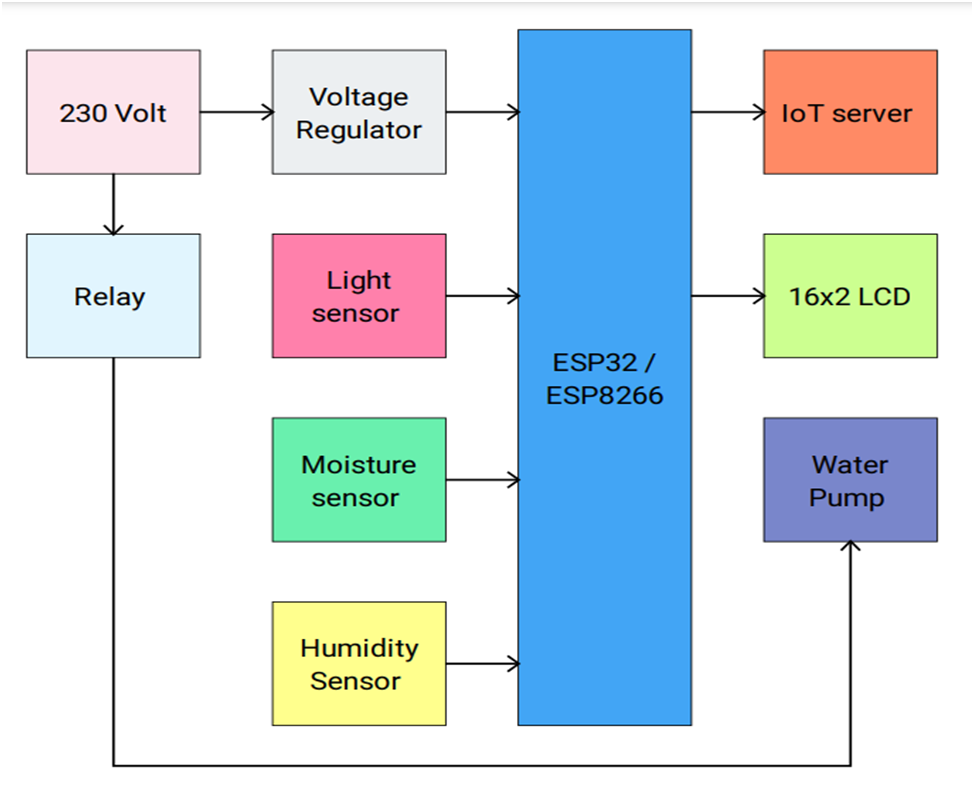 230 Volt
Voltage
Regulator
IoT server
Relay
Light
sensor
16x2 LCD
ESP32 /
ESP8266
Moisture
sensor
Water
Pump
Humidity
Sensor